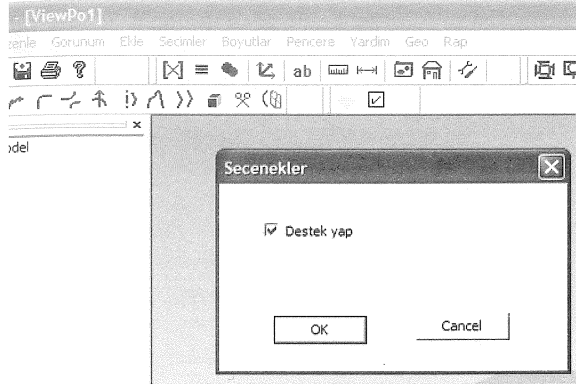 - [ViewPo1]
zenle Gorunum Ekle Secimler Boyutlar Pencere Yardim Geo Rap
ab
odel
Secenekler
Destek yap
OK
Cancel